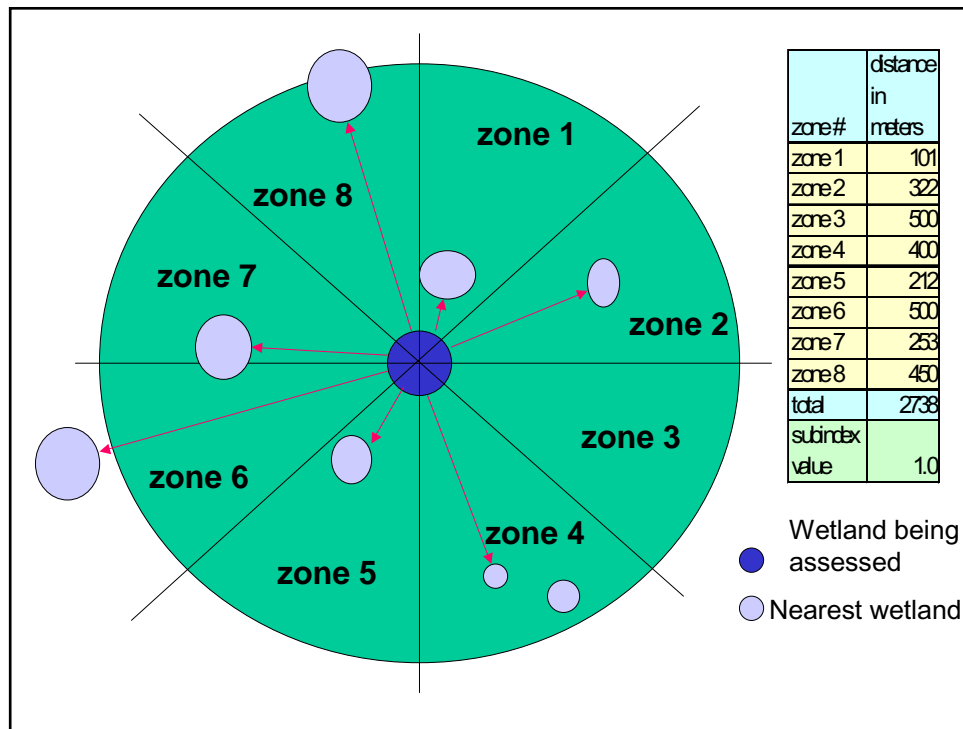 zone 1
zone 8
zone 7
zone 2
zone 3
zone 6
zone 4
zone 5
distance
in
zone # meters
zone 1 101
zone 2 322
zone 3 500
zone 4 400
zone 5 212
zone 6 500
zone 7 253
zone 8 450
total 2738
subindex
value 1.0
Wetland being
assessed
Nearest wetland